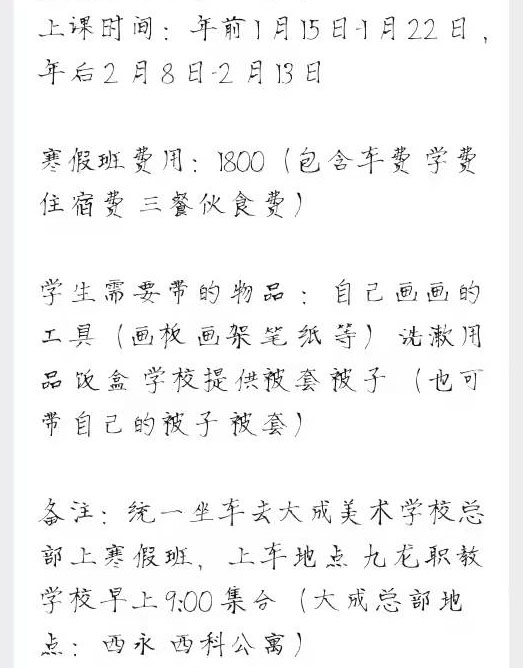 上课时间：年前1月15日-1月22日，
年后2月8日-2月13日
寒假班费用：1800（包含车费 学费
住宿费 三餐伙食费）
学生需要带的物品：自己画画的
工具（画板 画架 笔 纸 等） 洗漱用
品 饭盒 学校提供被套被子（也可
带自己的被子 被套）
备注：统一坐车去大成美术学校总
部上寒假班，上车地点 九龙职教
学校早上9:00集合（大成总部地
点：西永 西科公寓）